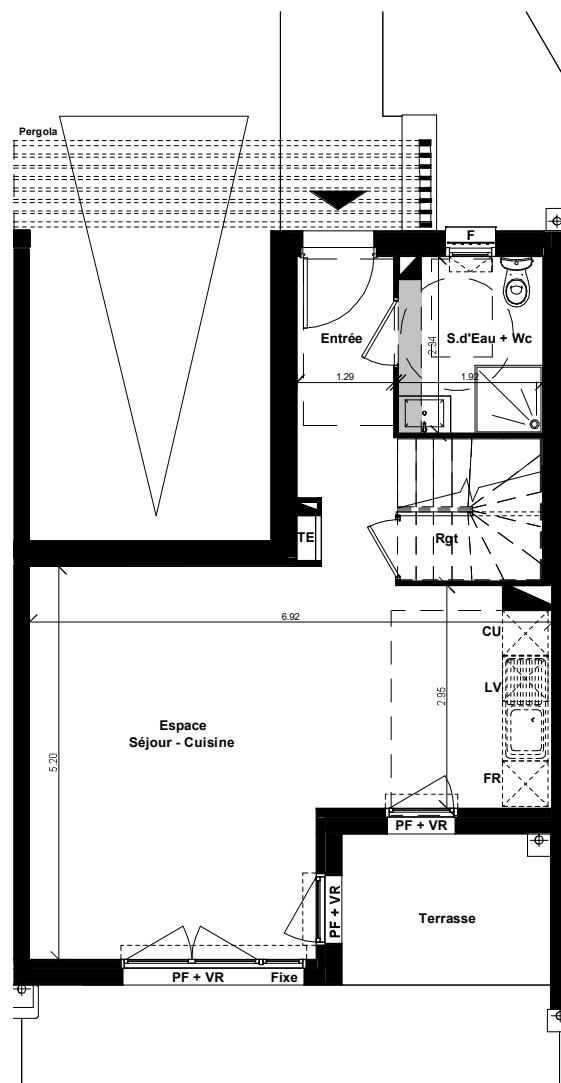 Pergola
F
Entrée
S.d'Eau + Wc
2.34
1.29
1.92
TE
Rgt
6.92
CU
2.95
LV
Espace
Séjour - Cuisine
5.20
FR
PF + VR
PF + VR
Terrasse
PF + VR
Fixe